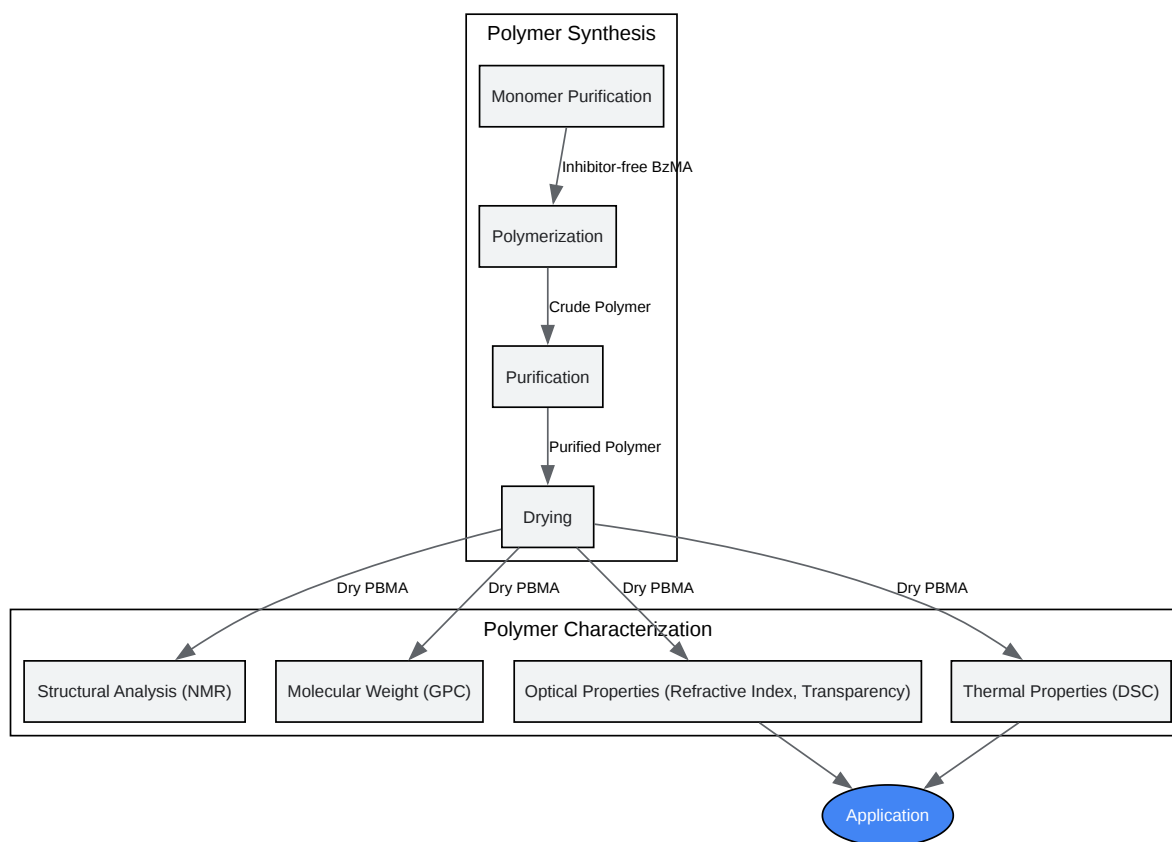 Polymer Synthesis
Monomer Purification
Inhibitor-free BzMA
Polymerization
Crude Polymer
Purification
Purified Polymer
Drying
Dry PBMA
Dry PBMA
Dry PBMA
Dry PBMA
Polymer Characterization
Structural Analysis (NMR)
Molecular Weight (GPC)
Optical Properties (Refractive Index, Transparency)
Thermal Properties (DSC)
Application